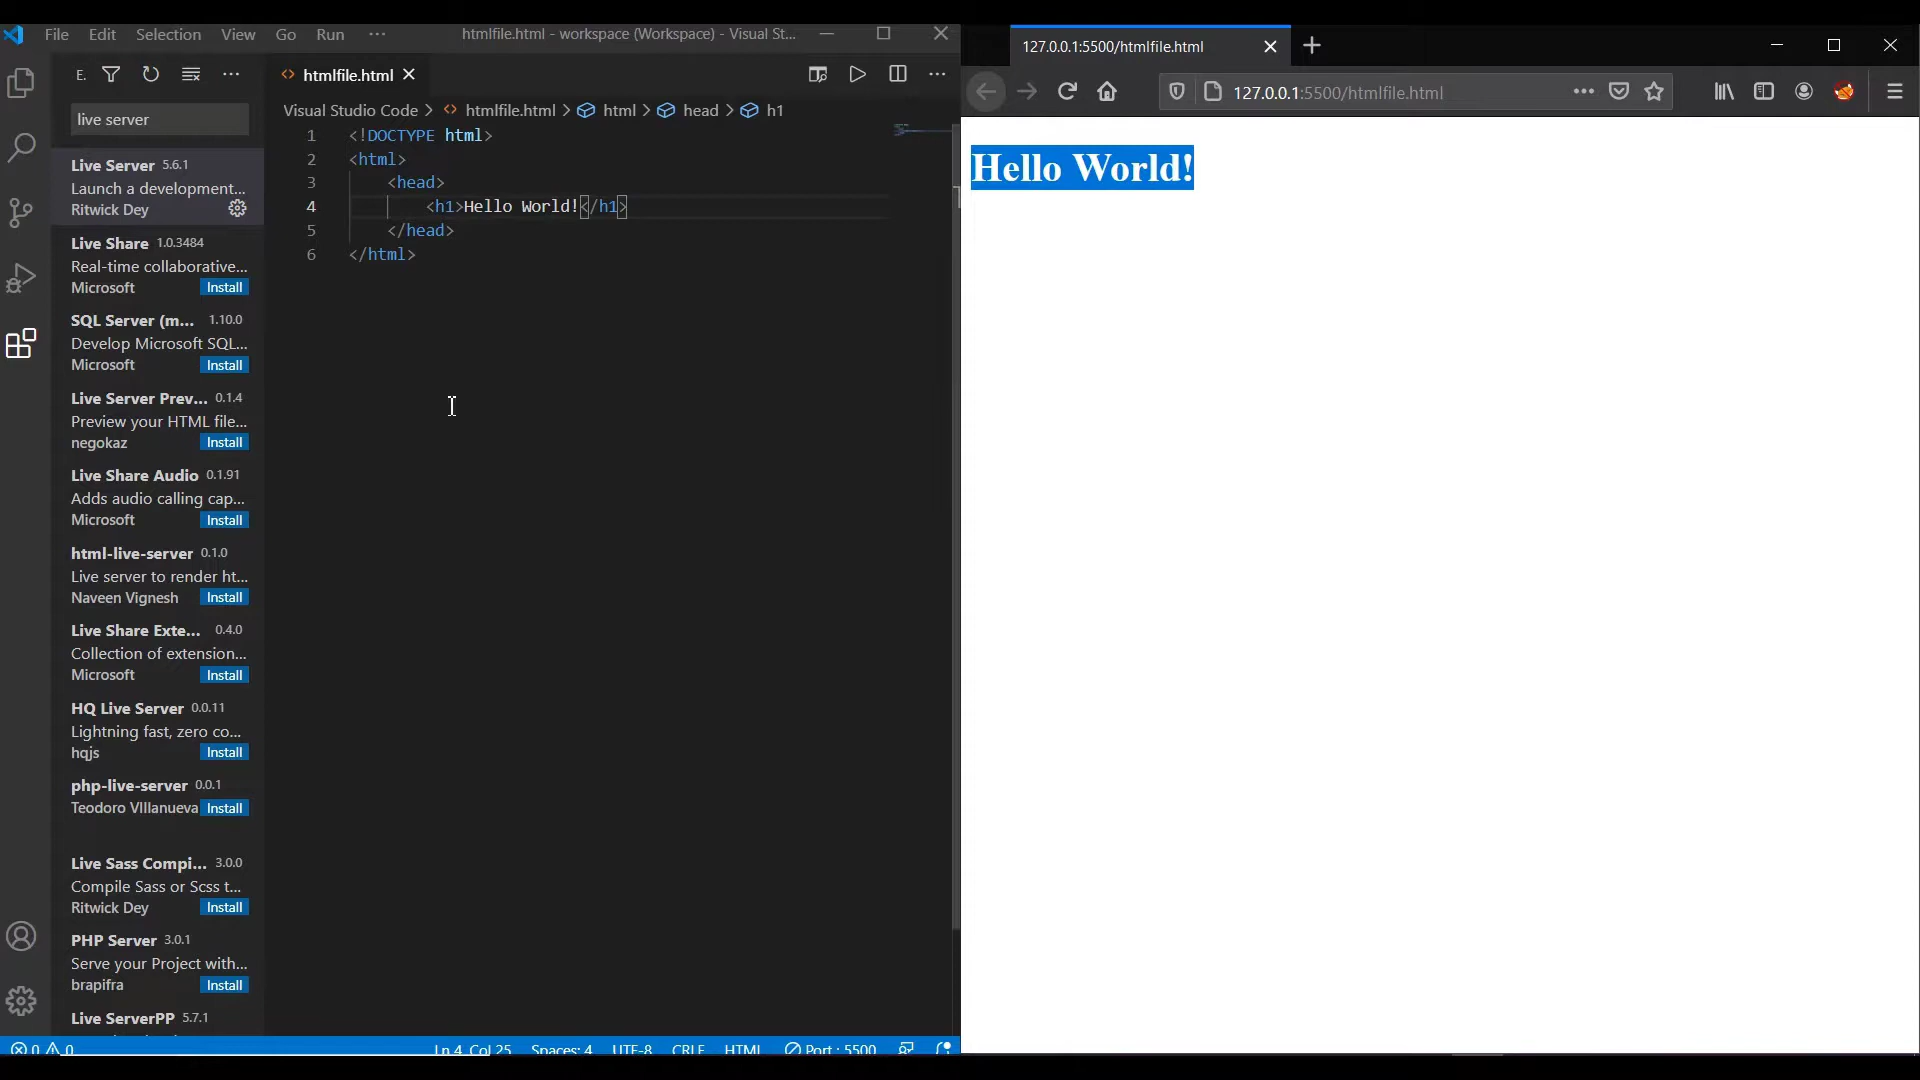 File Edit Selection View Go Run ··· htmlfile.html - workspace (Workspace) - Visual St...
E.
live server
Live Server 5.6.1
Launch a development...
Ritwick Dey
Live Share 1.0.3484
Real-time collaborative...
Microsoft Install
SQL Server (m... 1.10.0
Develop Microsoft SQL...
Microsoft Install
Live Server Prev... 0.1.4
Preview your HTML file...
negokaz Install
Live Share Audio 0.1.91
Adds audio calling cap...
Microsoft Install
html-live-server 0.1.0
Live server to render ht...
Naveen Vignesh Install
Live Share Exte... 0.4.0
Collection of extension...
Microsoft Install
HQ Live Server 0.0.11
Lightning fast, zero co...
hqjs Install
php-live-server 0.0.1
Teodoro VIllanueva Install
Live Sass Compi... 3.0.0
Compile Sass or Scss t...
Ritwick Dey Install
PHP Server 3.0.1
Serve your Project with...
brapifra Install
Live ServerPP 5.7.1
htmlfile.html
Visual Studio Code > htmlfile.html > html > head > h1
1 <!DOCTYPE html>
2 <html>
3 <head>
4 <h1>Hello World!</h1>
5 </head>
6 </html>
0 0 Ln 4, Col 25 Spaces: 4 UTF-8 CRLF HTML Port : 5500
127.0.0.1:5500/htmlfile.html
127.0.0.1:5500/htmlfile.html
Hello World!